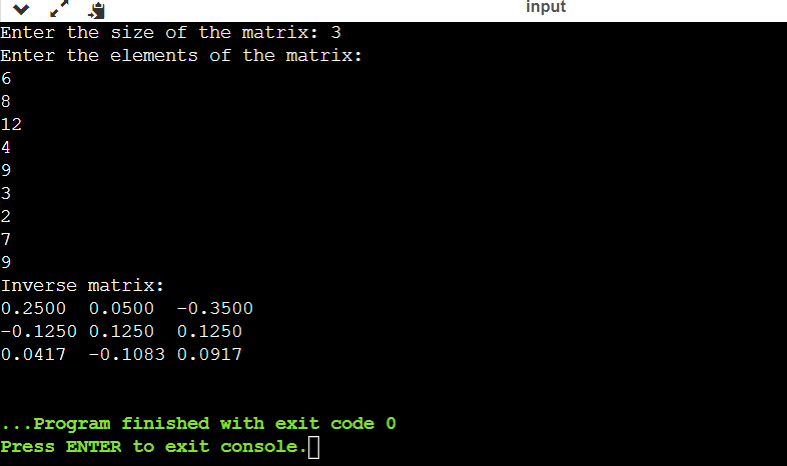 input
Enter the size of the matrix: 3
Enter the elements of the matrix:
6
8
12
4
9
3
2
7
9
Inverse matrix:
0.2500  0.0500  -0.3500
-0.1250 0.1250  0.1250
0.0417  -0.1083 0.0917
...Program finished with exit code 0
Press ENTER to exit console.